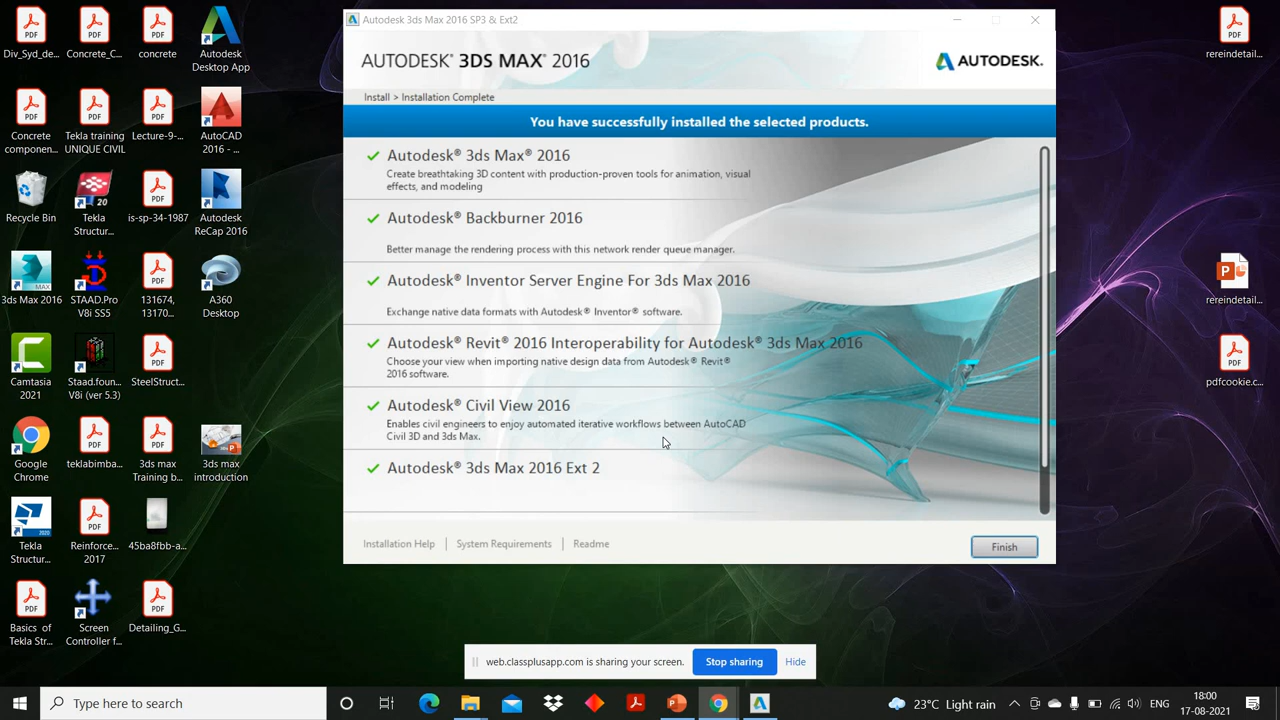 Autodesk 3ds Max 2016 SP3 & Ext2
AUTODESK® 3DS MAX® 2016
AUTODESK.
Install > Installation Complete
You have successfully installed the selected products.
Autodesk® 3ds Max® 2016
Create breathtaking 3D content with production-proven tools for animation, visual
effects, and modeling
Autodesk® Backburner 2016
Better manage the rendering process with this network render queue manager.
Autodesk® Inventor Server Engine For 3ds Max 2016
Exchange native data formats with Autodesk® Inventor® software.
Autodesk® Revit® 2016 Interoperability for Autodesk® 3ds Max 2016
Choose your view when importing native design data from Autodesk® Revit®
2016 software.
Autodesk® Civil View 2016
Enables civil engineers to enjoy automated iterative workflows between AutoCAD
Civil 3D and 3ds Max.
Autodesk® 3ds Max 2016 Ext 2
Installation Help
System Requirements
Readme
Finish
Div_Syd_de...
Concrete_C...
concrete
Autodesk
Desktop App
Concrete
componen...
Tekla training
UNIQUE CIVIL
Lecture-9-...
AutoCAD
2016 - ...
Recycle Bin
Tekla
Structur...
is-sp-34-1987
Autodesk
ReCap 2016
3ds Max 2016
STAAD.Pro
V8i SS5
131674,
13170...
A360
Desktop
Camtasia
2021
Staad.foun...
V8i (ver 5.3)
SteelStruct...
Google
Chrome
teklabimba...
3ds max
Training b...
3ds max
introduction
Tekla
Structur...
Reinforce...
2017
45ba8fbb-a...
Basics of
Tekla Str...
Screen
Controller f...
Detailing_G...
rereindetail...
rereindetail...
pdfcookie.c...
web.classplusapp.com is sharing your screen.
Stop sharing
Hide
Type here to search
23°C Light rain
ENG
18:00
17-08-2021